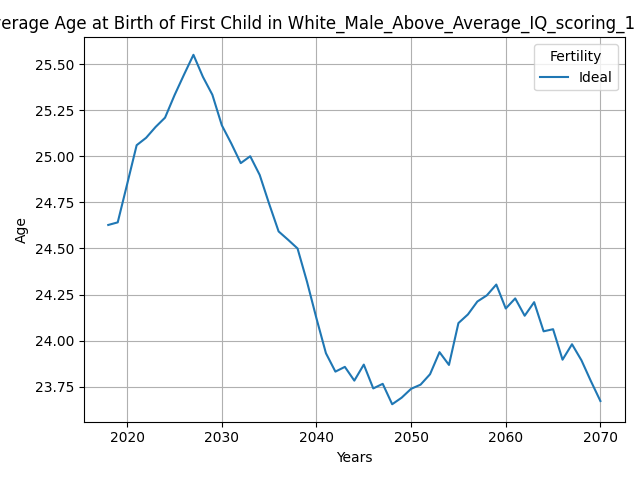 erage Age at Birth of First Child in White_Male_Above_Average_IQ_scoring_1
Fertility
Ideal
25.50
25.25
25.00
24.75
24.50
24.25
24.00
23.75
Age
2020 2030 2040 2050 2060 2070
Years